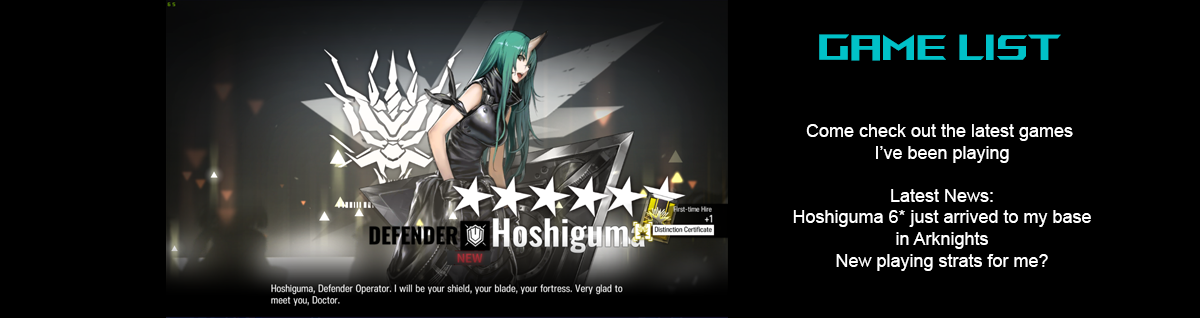 GAME LIST
Come check out the latest games
I've been playing
Latest News:
Hoshiguma 6* just arrived to my base
in Arknights
New playing strats for me?
First-time Hire
+1
Distinction Certificate
DEFENDER
Hoshiguma
NEW
Hoshiguma, Defender Operator. I will be your shield, your blade, your fortress. Very glad to
meet you, Doctor.